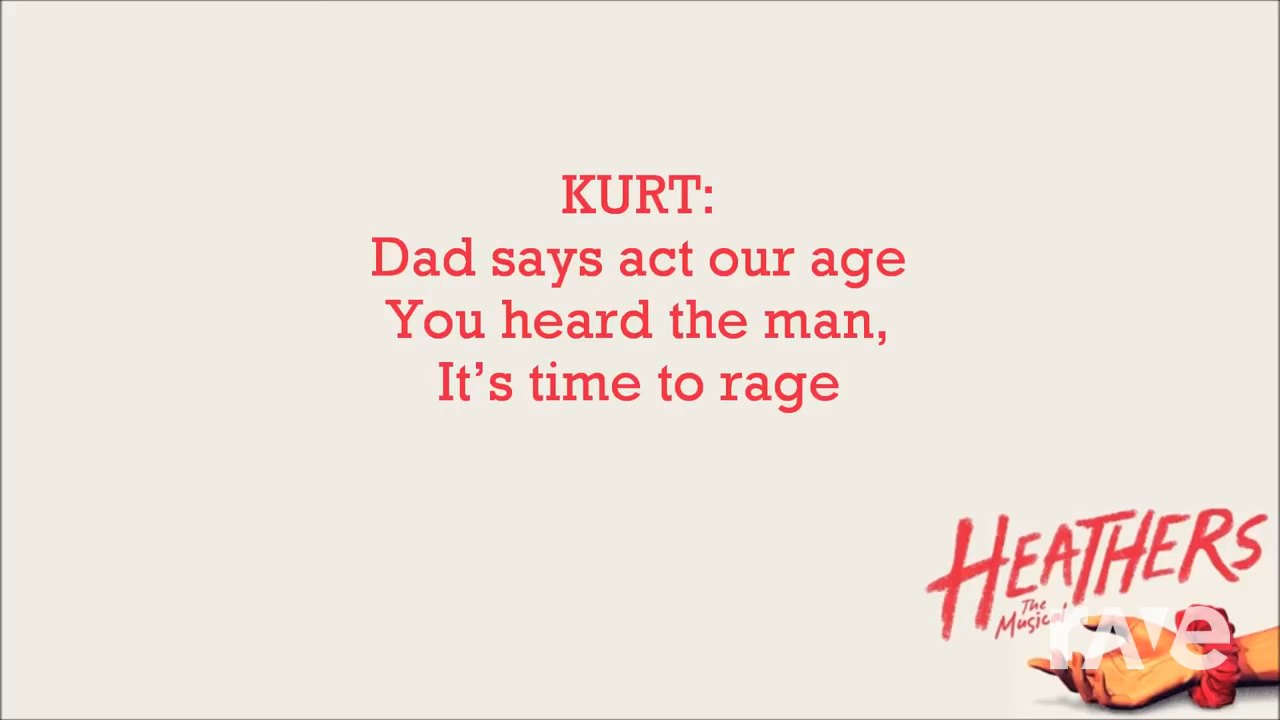 KURT:
Dad says act our age
You heard the man,
It’s time to rage
HEATHERS
The
Musical
rave